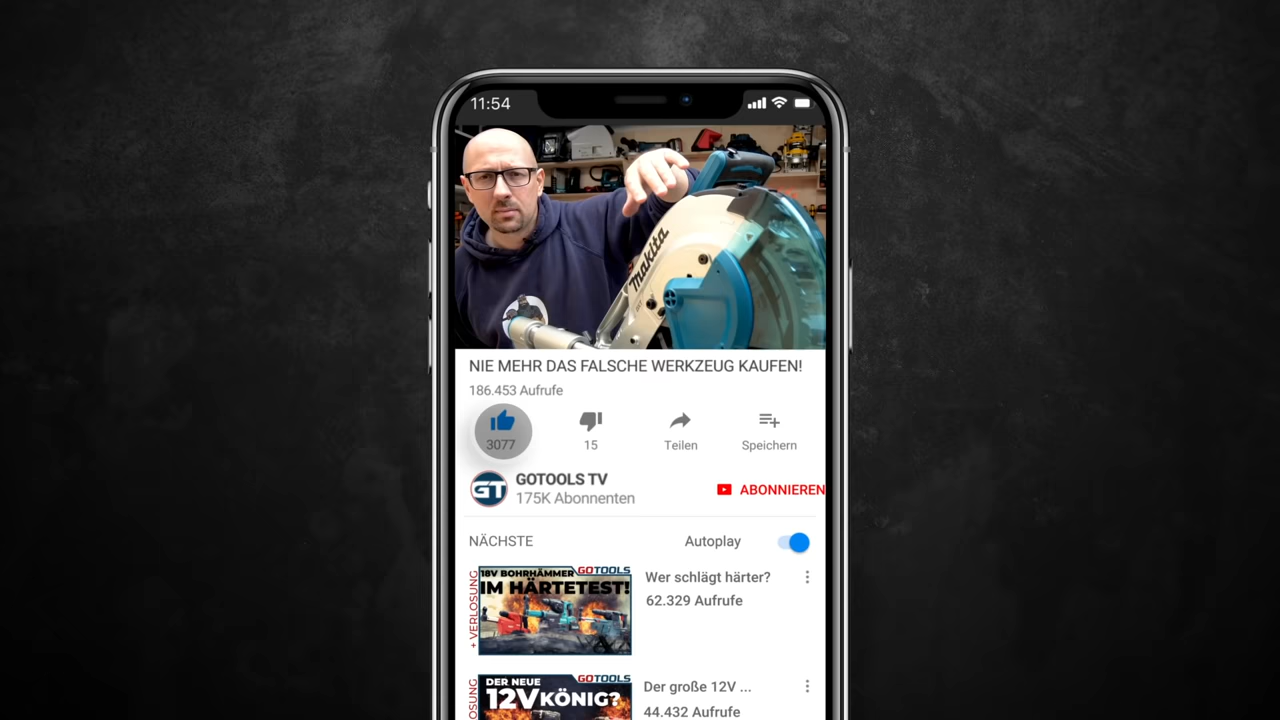 11:54
makita
NIE MEHR DAS FALSCHE WERKZEUG KAUFEN!
186.453 Aufrufe
3077
15
Teilen
Speichern
GT
GOTOOLS TV
175K Abonnenten
ABONNIEREN
NÄCHSTE
Autoplay
+ VERLOSUNG
18V BOHRHÄMMER
GOTOOLS
IM HÄRTETEST!
Wer schlägt härter?
62.329 Aufrufe
OSUNG
DER NEUE
GOTOOLS
12V KÖNIG?
Der große 12V ...
44.432 Aufrufe